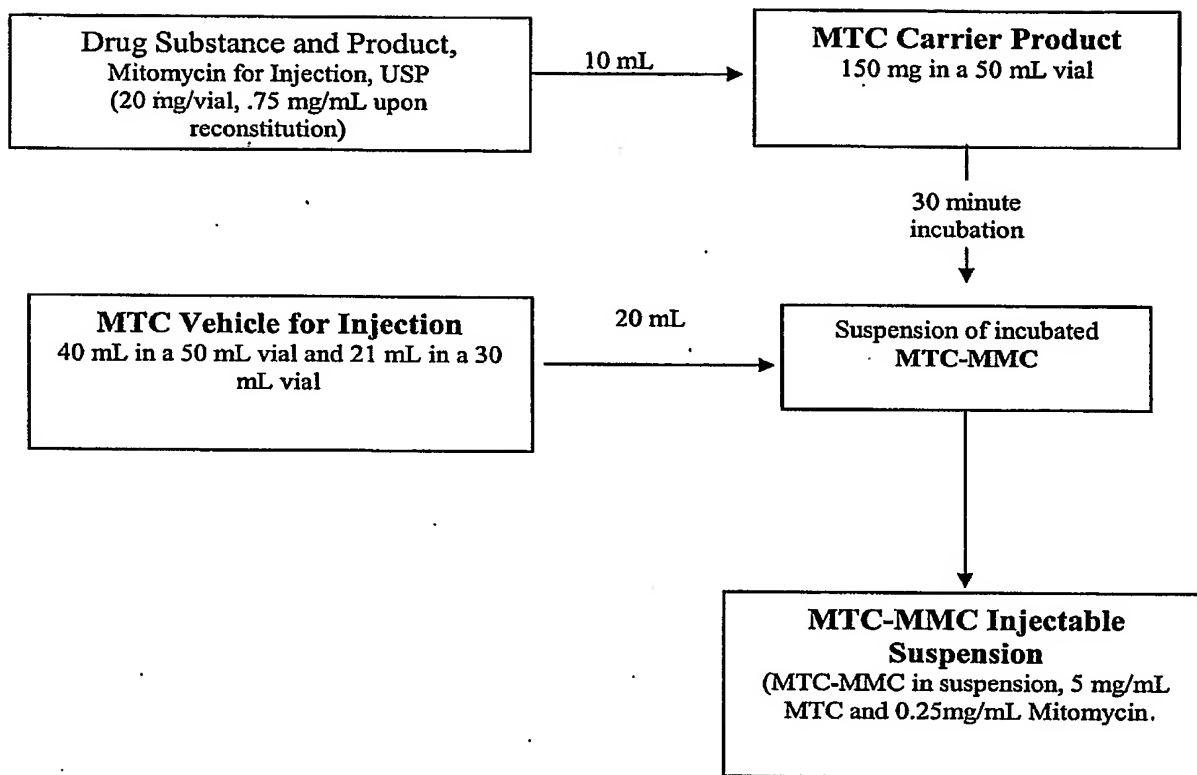 Drug Substance and Product,
Mitomycin for Injection, USP
(20 mg/vial, .75 mg/mL upon
reconstitution)
10 mL
MTC Carrier Product
150 mg in a 50 mL vial
30 minute
incubation
MTC Vehicle for Injection
40 mL in a 50 mL vial and 21 mL in a 30
mL vial
20 mL
Suspension of incubated
MTC-MMC
MTC-MMC Injectable
Suspension
(MTC-MMC in suspension, 5 mg/mL
MTC and 0.25mg/mL Mitomycin.